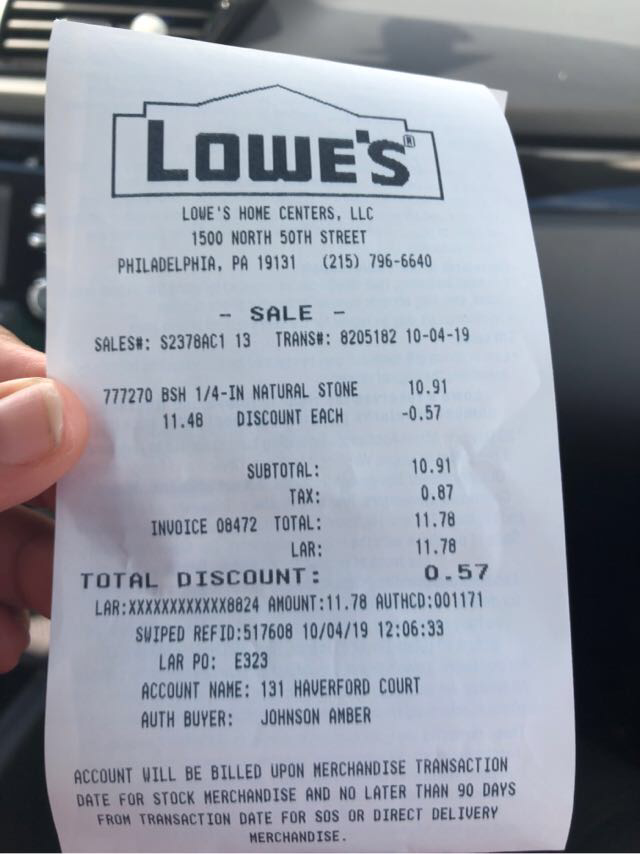 LOWE'S®
LOWE'S HOME CENTERS, LLC
1500 NORTH 50TH STREET
PHILADELPHIA, PA 19131 (215) 796-6640
- SALE -
SALES#: S2378AC1 13 TRANS#: 8205182 10-04-19
777270 BSH 1/4-IN NATURAL STONE 10.91
11.48 DISCOUNT EACH -0.57
SUBTOTAL: 10.91
TAX: 0.87
INVOICE 08472 TOTAL: 11.78
LAR: 11.78
TOTAL DISCOUNT: 0.57
LAR:XXXXXXXXXXXX8824 AMOUNT:11.78 AUTHCD:001171
SWIPED REFID:517608 10/04/19 12:06:33
LAR PO: E323
ACCOUNT NAME: 131 HAVERFORD COURT
AUTH BUYER: JOHNSON AMBER
ACCOUNT WILL BE BILLED UPON MERCHANDISE TRANSACTION
DATE FOR STOCK MERCHANDISE AND NO LATER THAN 90 DAYS
FROM TRANSACTION DATE FOR SOS OR DIRECT DELIVERY
MERCHANDISE.